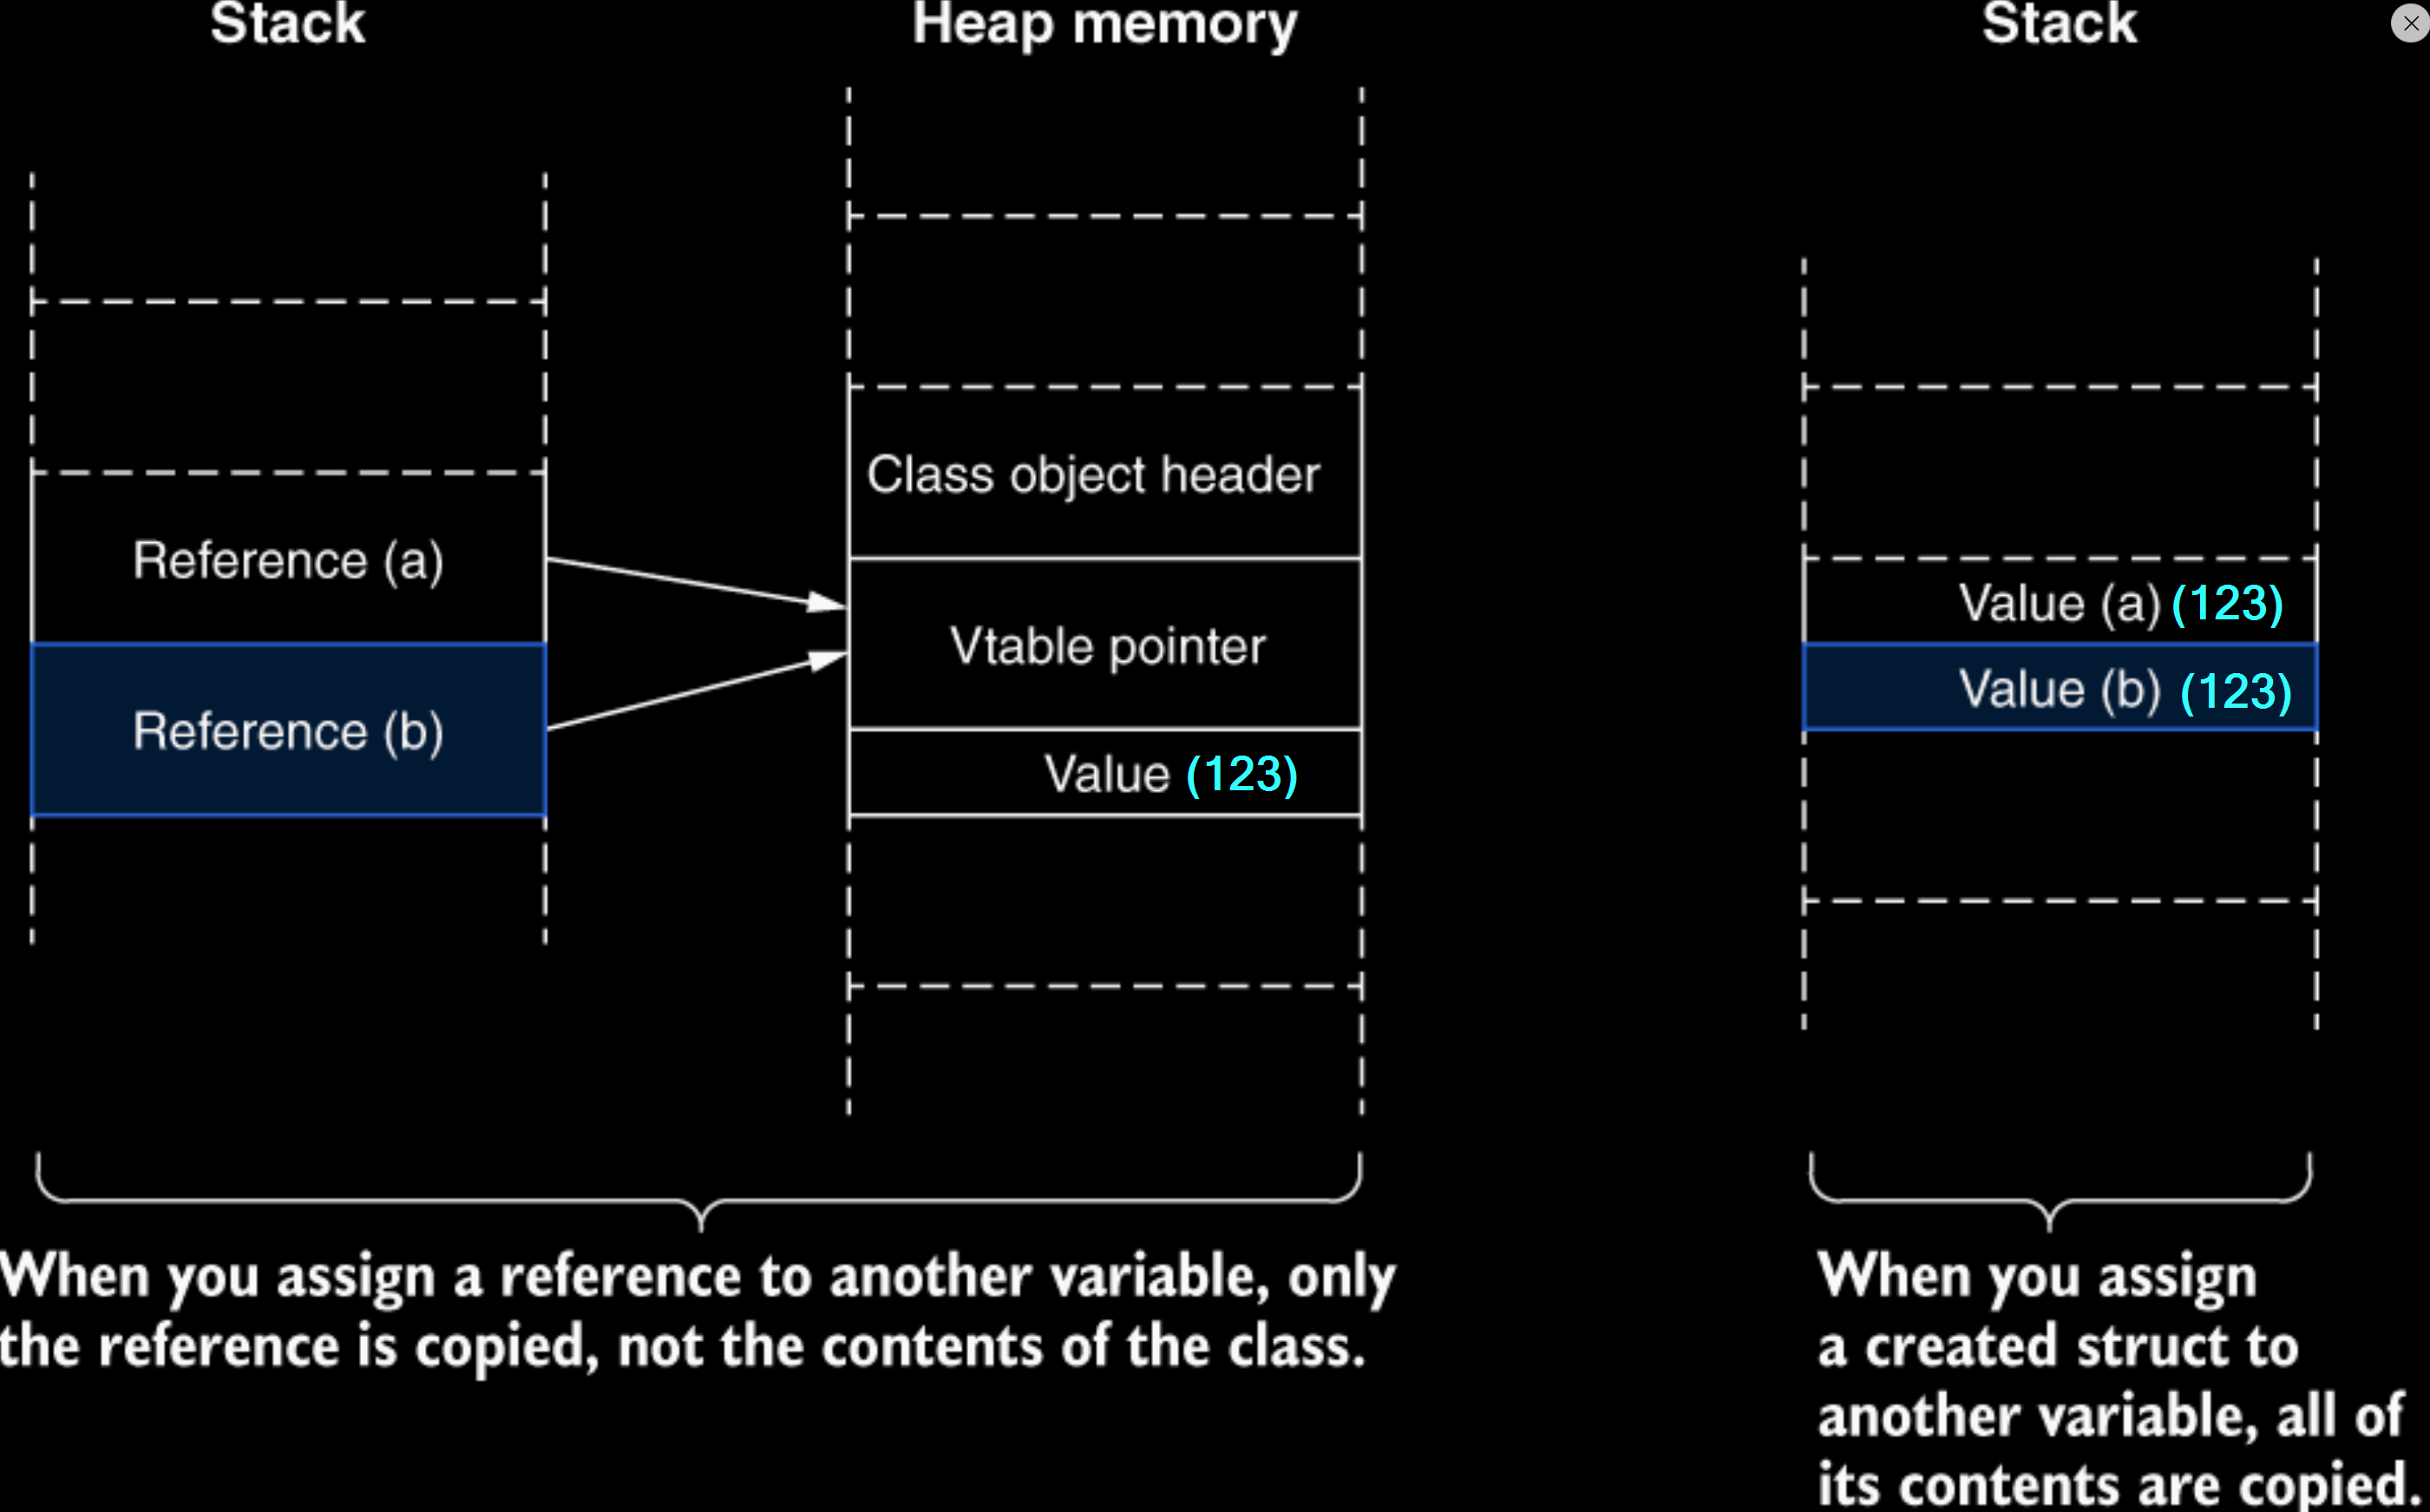 Stack
Heap memory
Stack
Class object header
Reference (a)
Vtable pointer
Reference (b)
Value (123)
Value (a) (123)
Value (b) (123)
When you assign a reference to another variable, only
the reference is copied, not the contents of the class.
When you assign
a created struct to
another variable, all of
its contents are copied.